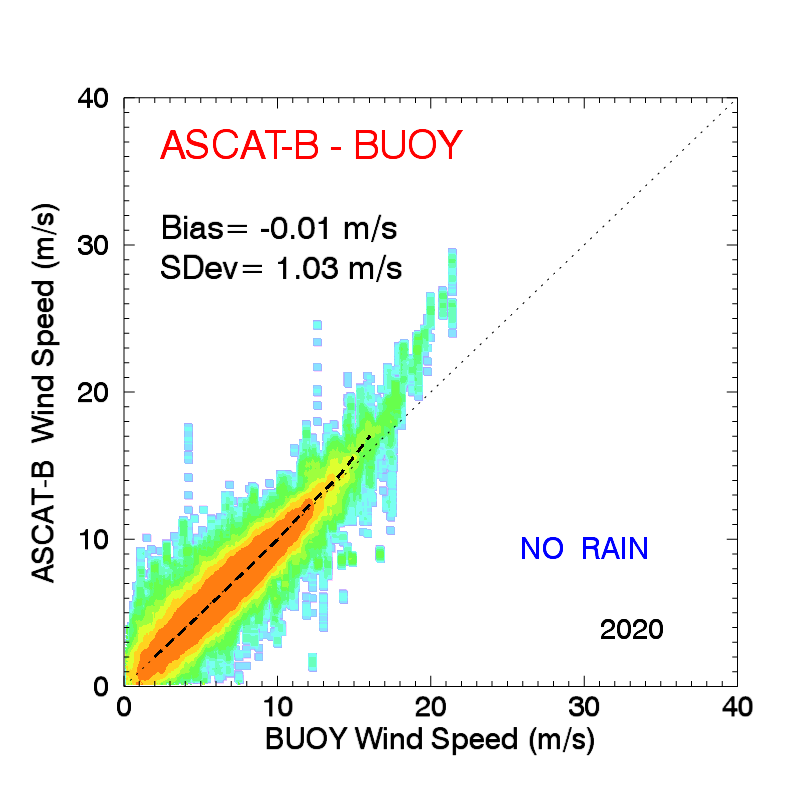 ASCAT-B - BUOY
Bias= -0.01 m/s
SDev= 1.03 m/s
NO RAIN
2020
ASCAT-B Wind Speed (m/s)
40
30
20
10
0
0 10 20 30 40
BUOY Wind Speed (m/s)